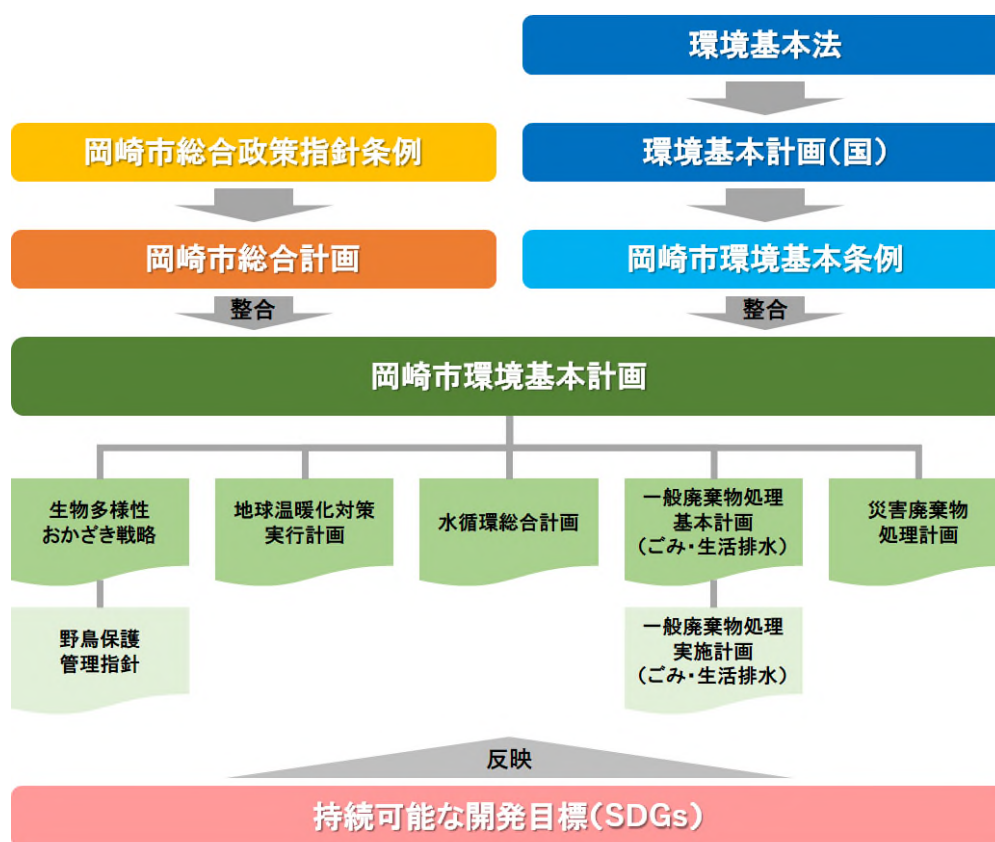 環境基本法
岡崎市総合政策指針条例
環境基本計画(国)
岡崎市総合計画
岡崎市環境基本条例
整合
整合
岡崎市環境基本計画
生物多様性
おかざき戦略
地球温暖化対策
実行計画
水循環総合計画
一般廃棄物処理
基本計画
(ごみ・生活排水)
災害廃棄物
処理計画
野鳥保護
管理指針
一般廃棄物処理
実施計画
(ごみ・生活排水)
反映
持続可能な開発目標(SDGs)